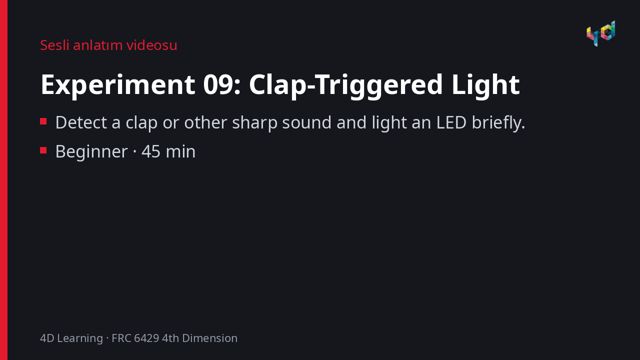 4d
Sesli anlatım videosu
Experiment 09: Clap-Triggered Light
Detect a clap or other sharp sound and light an LED briefly.
Beginner · 45 min
4D Learning · FRC 6429 4th Dimension